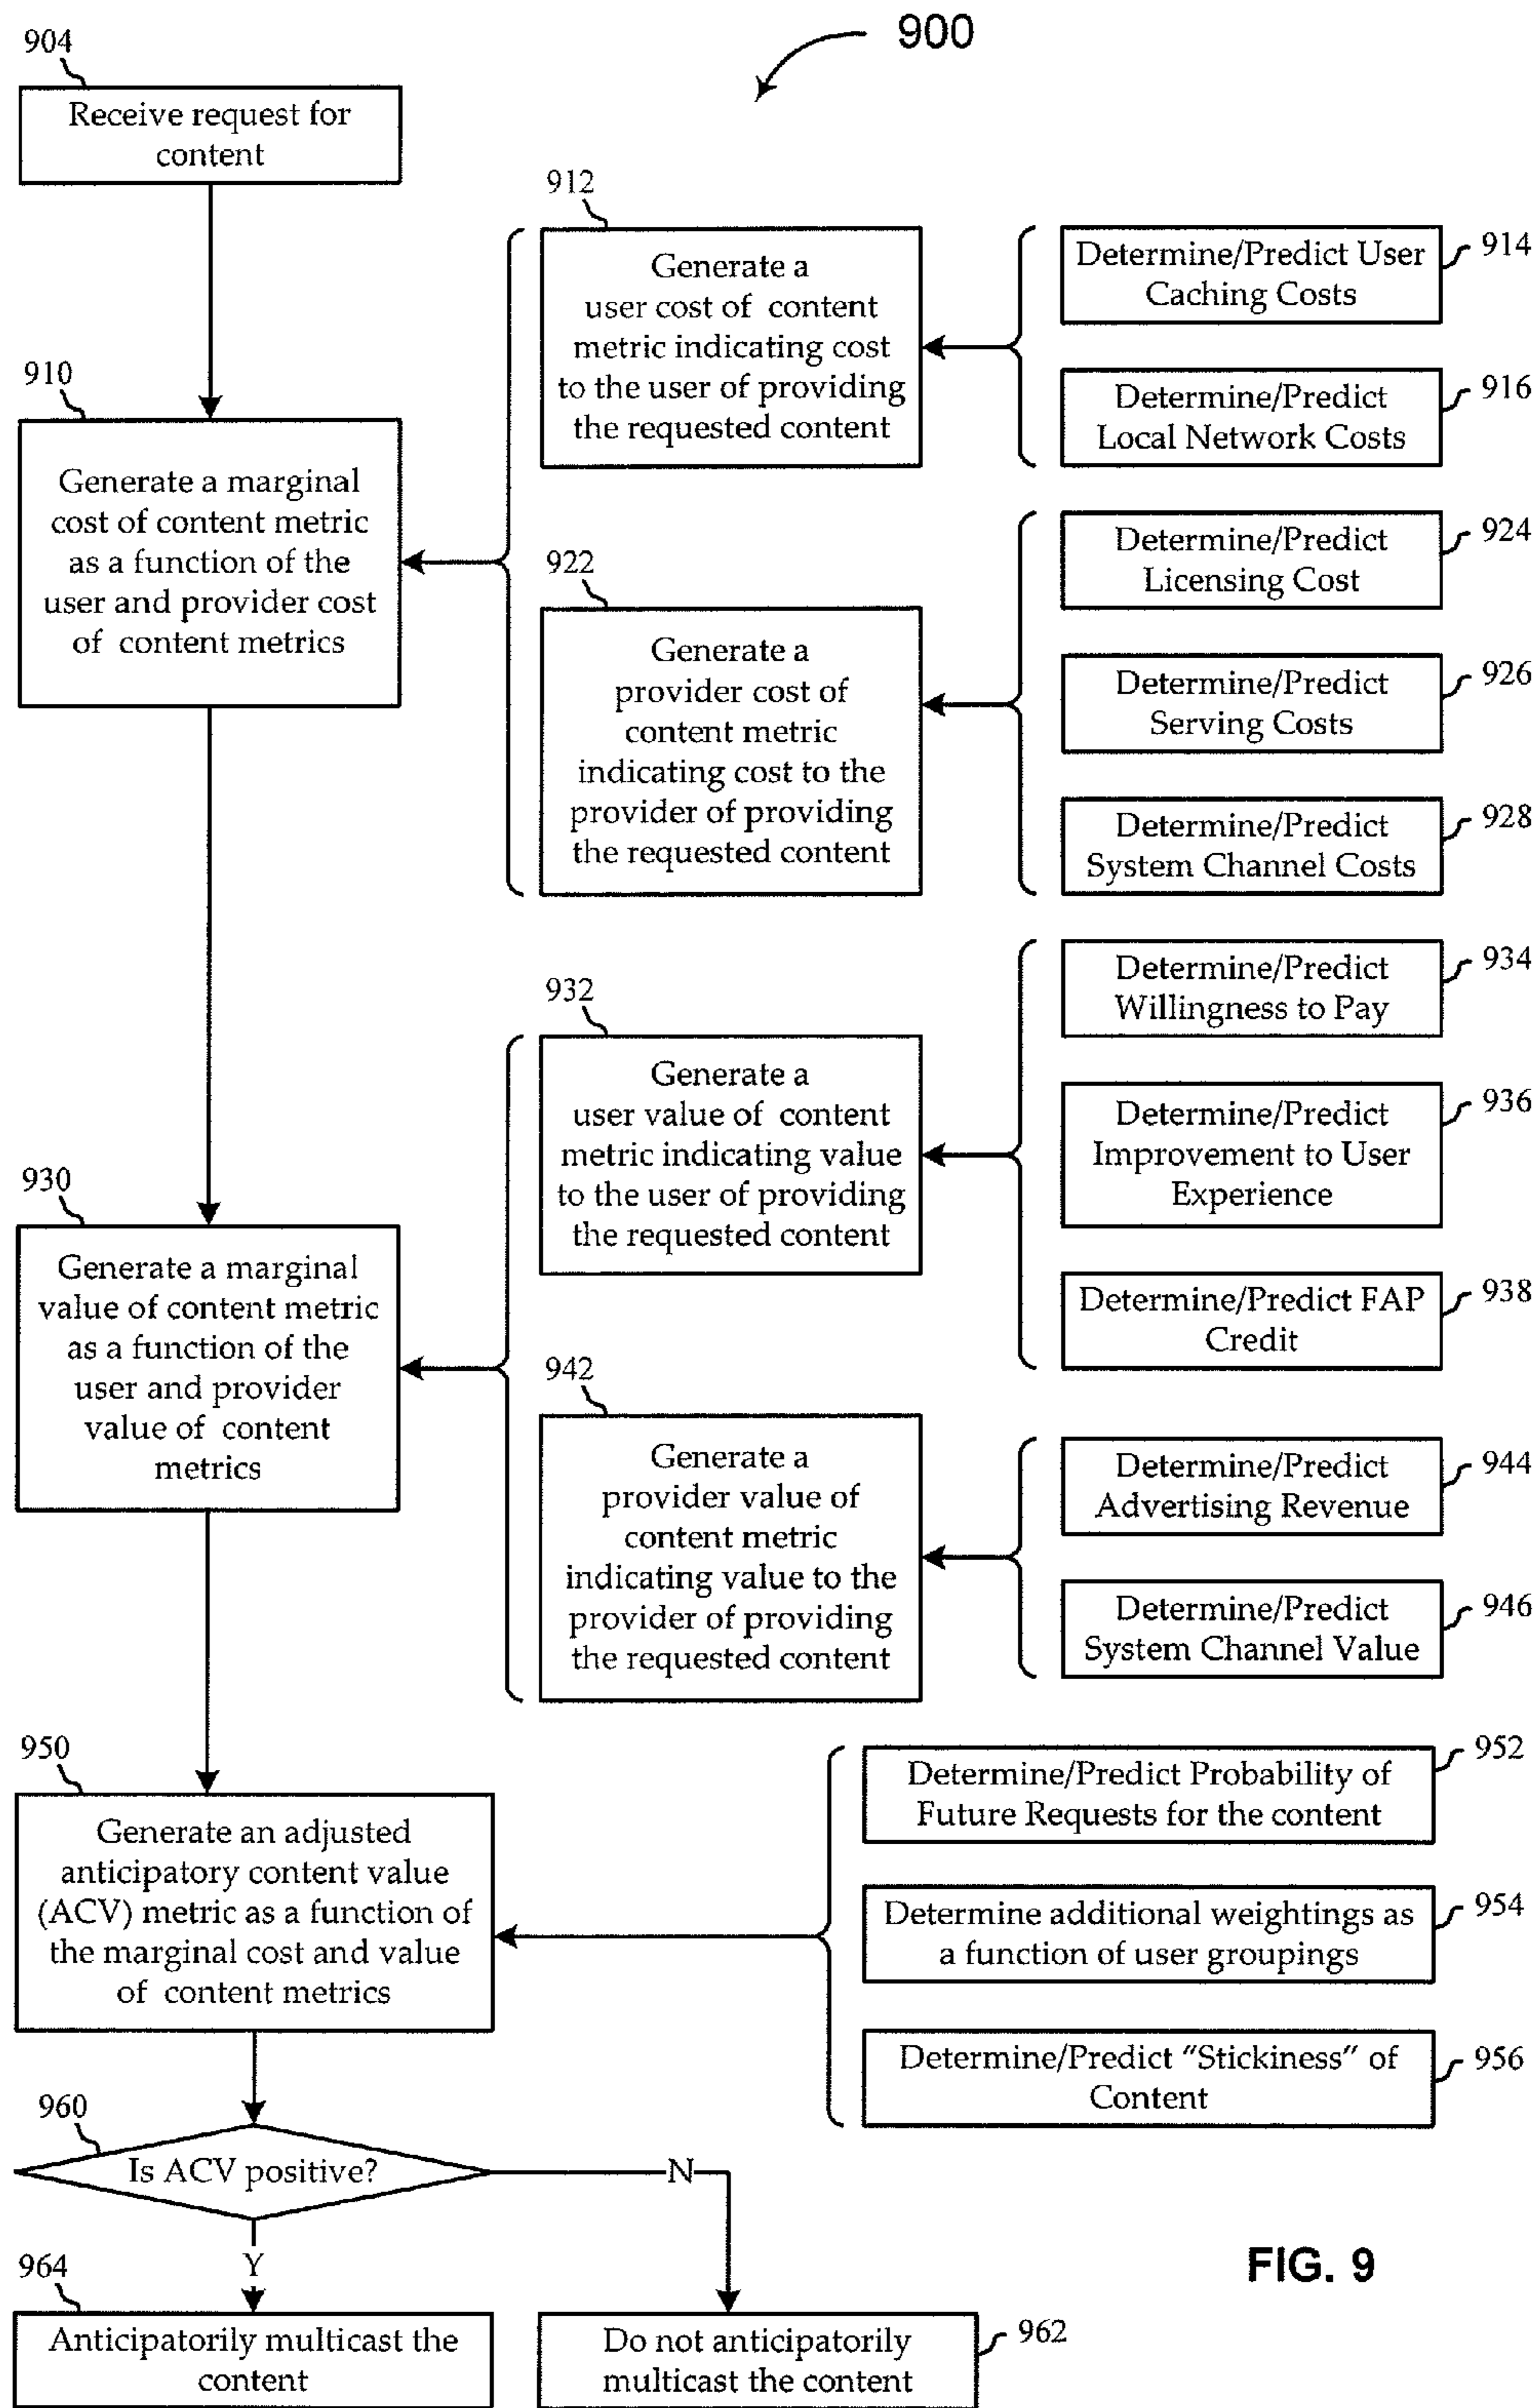 900
904
Receive request for
content
912
Generate a
user cost of content
metric indicating cost
to the user of providing
the requested content
Determine/Predict User
Caching Costs
914
Determine/Predict
Local Network Costs
916
910
Generate a marginal
cost of content metric
as a function of the
user and provider cost
of content metrics
922
Generate a
provider cost of
content metric
indicating cost to the
provider of providing
the requested content
Determine/Predict
Licensing Cost
924
Determine/Predict
Serving Costs
926
Determine/Predict
System Channel Costs
928
932
Generate a
user value of content
metric indicating value
to the user of providing
the requested content
Determine/Predict
Willingness to Pay
934
Determine/Predict
Improvement to User
Experience
936
Determine/Predict FAP
Credit
938
930
Generate a marginal
value of content metric
as a function of the
user and provider
value of content
metrics
942
Generate a
provider value of
content metric
indicating value to the
provider of providing
the requested content
Determine/Predict
Advertising Revenue
944
Determine/Predict
System Channel Value
946
950
Generate an adjusted
anticipatory content value
(ACV) metric as a function of
the marginal cost and value
of content metrics
Determine/Predict Probability of
Future Requests for the content
952
Determine additional weightings as
a function of user groupings
954
Determine/Predict "Stickiness" of
Content
956
960
Is ACV positive?
N
Y
964
Anticipatorily multicast the
content
Do not anticipatorily
multicast the content
962
FIG. 9